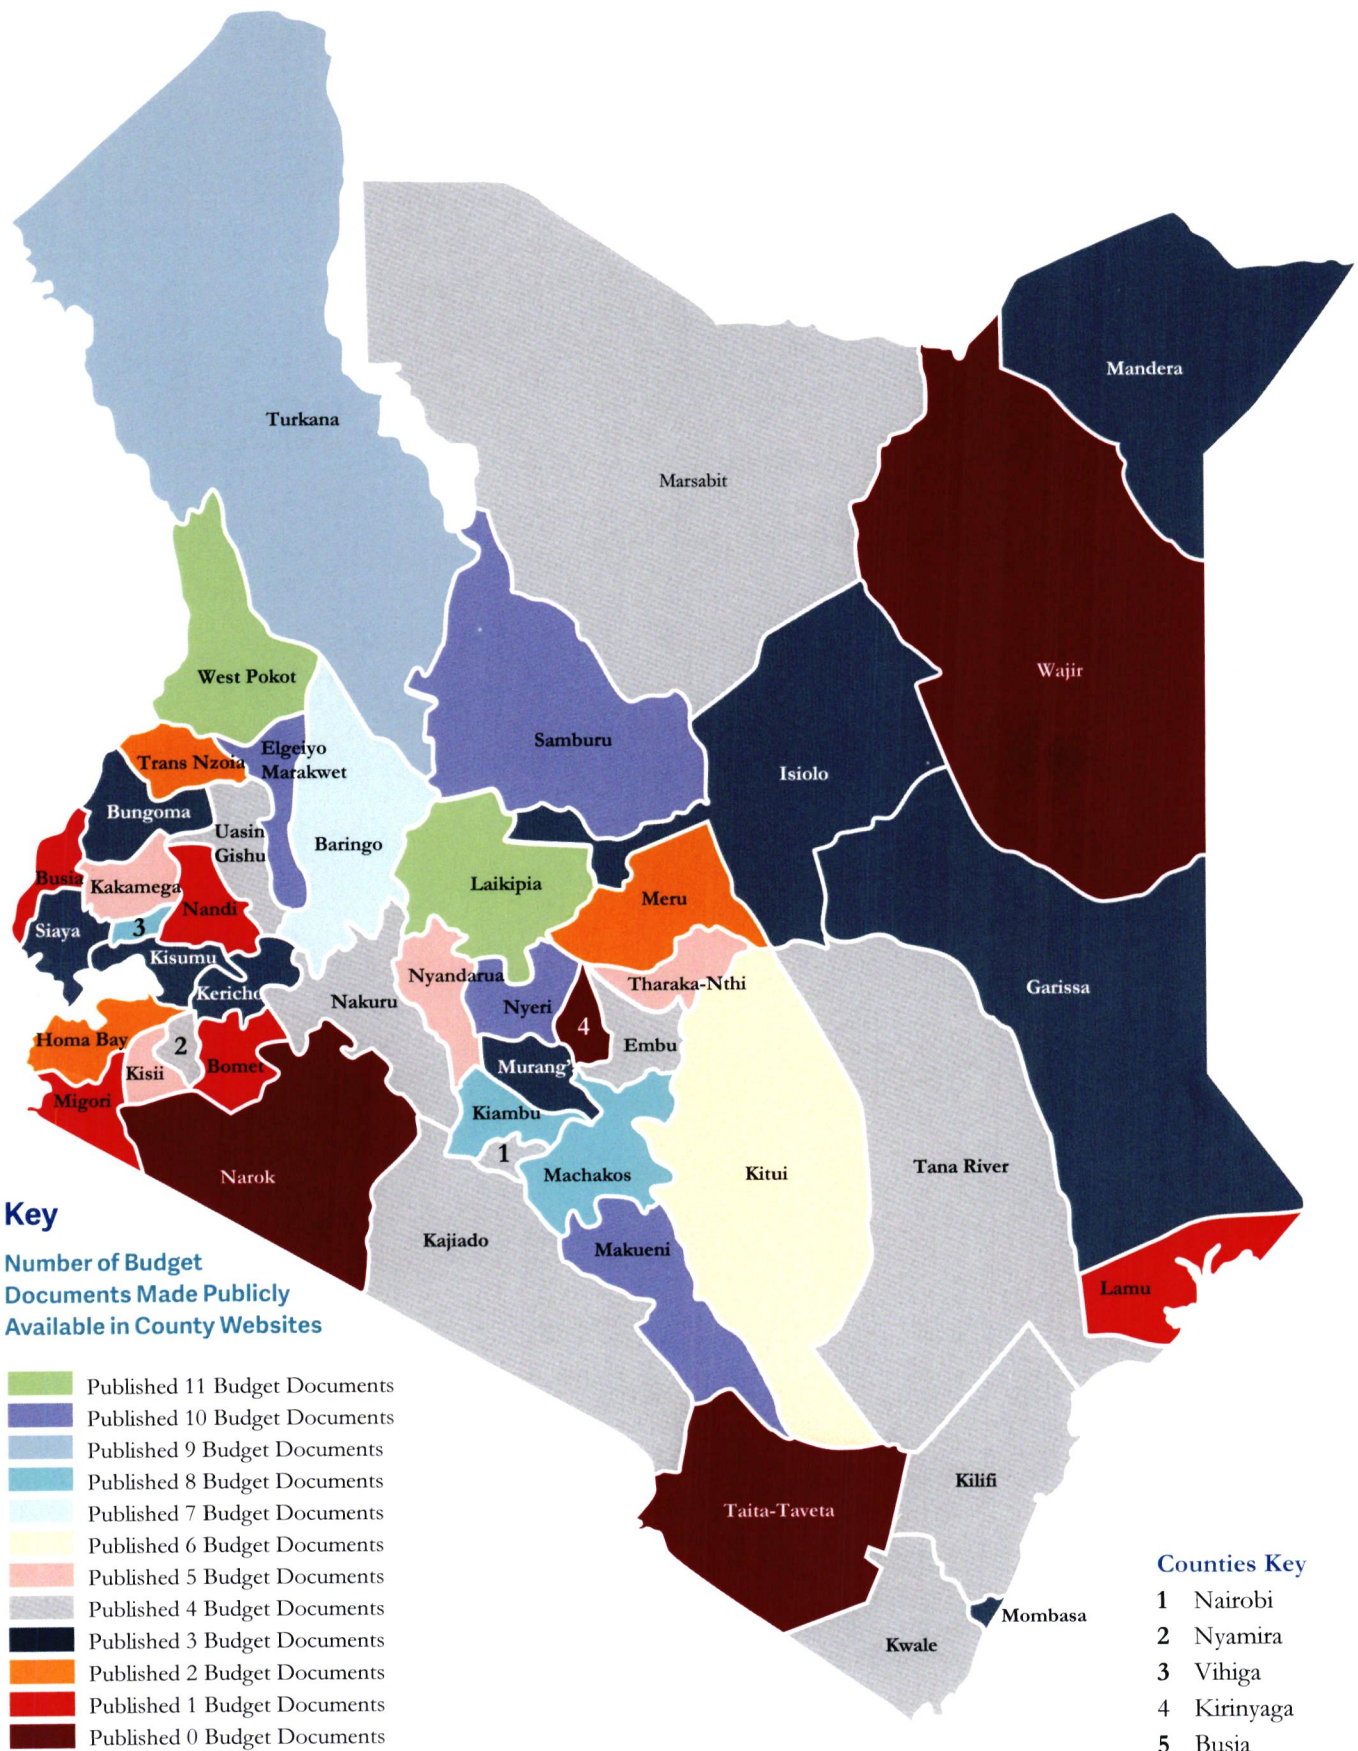 Turkana
Marsabit
Mandera
Wajir
West Pokot
Samburu
Isiolo
Elgeiyo
Marakwet
Trans Nzoia
Bungoma
Uasin
Gishu
Baringo
Laikipia
Meru
Busia
Kakamega
Nandi
Siaya
3
Kisumu
Kericho
Nakuru
Nyandarua
Nyeri
Tharaka-Nthi
Garissa
4
Embu
Homa Bay
2
Kisii
Bomet
Murang'
Migori
Kiambu
1
Machakos
Kitui
Tana River
Narok
Kajiado
Makueni
Lamu
Taita-Taveta
Kilifi
Mombasa
Kwale
Key
Number of Budget
Documents Made Publicly
Available in County Websites
Published 11 Budget Documents
Published 10 Budget Documents
Published 9 Budget Documents
Published 8 Budget Documents
Published 7 Budget Documents
Published 6 Budget Documents
Published 5 Budget Documents
Published 4 Budget Documents
Published 3 Budget Documents
Published 2 Budget Documents
Published 1 Budget Documents
Published 0 Budget Documents
Counties Key
1 Nairobi
2 Nyamira
3 Vihiga
4 Kirinyaga
5 Busia